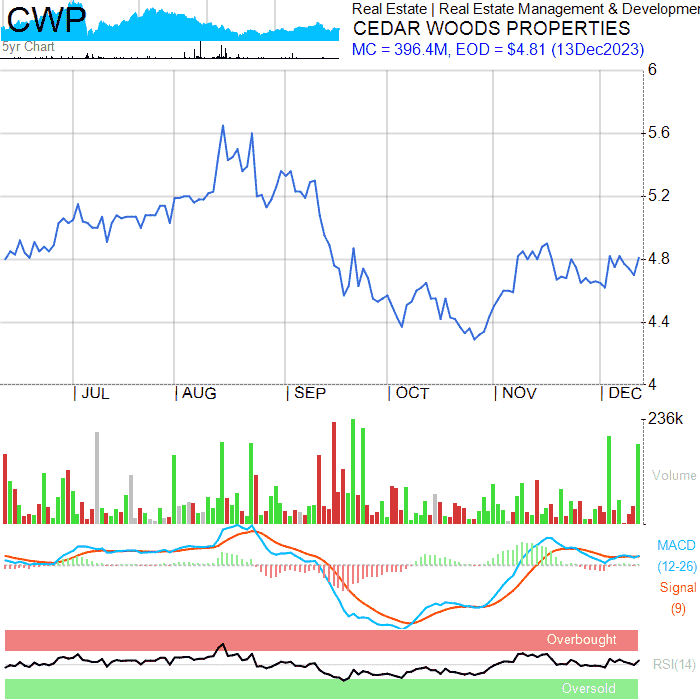 CWP
5yr Chart
Real Estate | Real Estate Management & Developmen
CEDAR WOODS PROPERTIES
MC = 396.4M, EOD = $4.81 (13Dec2023)
6
5.6
5.2
4.8
4.4
4
| JUL | AUG | SEP | OCT | NOV | DEC
236k
Volume
MACD
(12-26)
Signal
(9)
Overbought
RSI(14)
Oversold